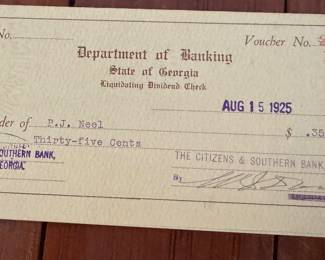 No.
Voucher No.
Department of Banking
State of Georgia
Liquidating Dividend Check
AUG 15 1925
der of P.J. Neel $ .35
Thirty-five Cents
SOUTHERN BANK,
GEORGIA
THE CITIZENS & SOUTHERN BANK
By